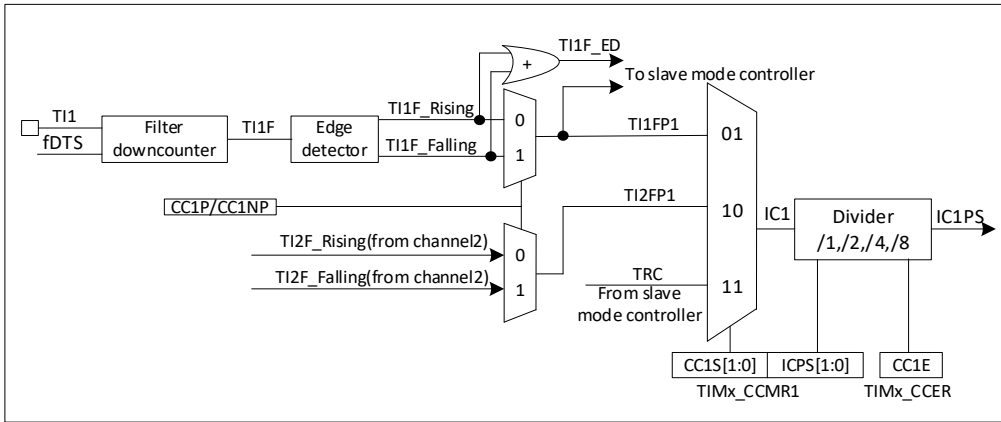 TI1F_ED
+
To slave mode controller
TI1
fDTS
Filter
downcounter
TI1F
Edge
detector
TI1F_Rising
TI1F_Falling
0
1
TI1FP1
01
CC1P/CC1NP
TI2FP1
10
IC1
Divider
/1,/2,/4,/8
IC1PS
TI2F_Rising(from channel2)
TI2F_Falling(from channel2)
0
1
TRC
From slave
mode controller
11
CC1S[1:0]
ICPS[1:0]
CC1E
TIMx_CCMR1
TIMx_CCER